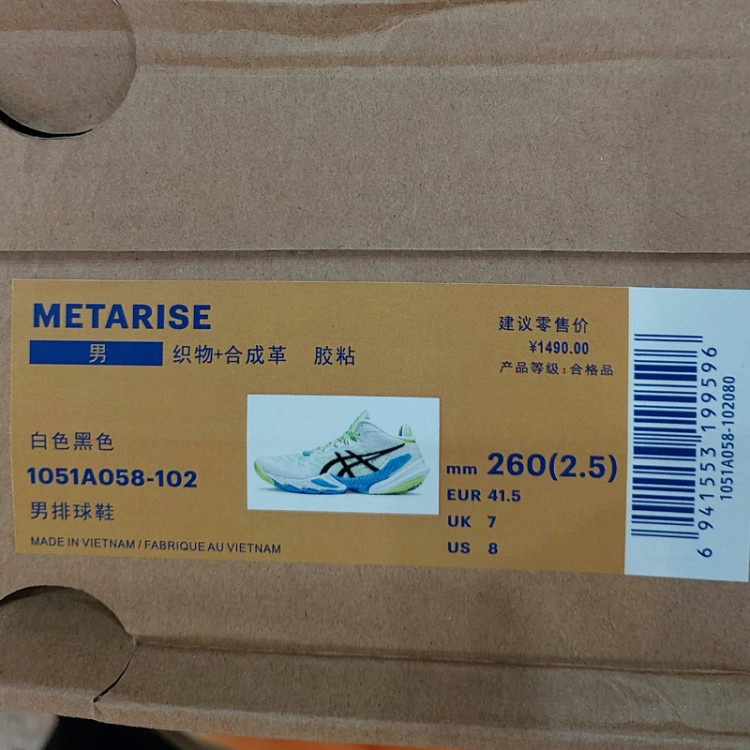 METARISE
男 织物+合成革 胶粘
建议零售价
¥1490.00
产品等级:合格品
白色黑色
1051A058-102
男排球鞋
MADE IN VIETNAM / FABRIQUE AU VIETNAM
mm 260(2.5)
EUR 41.5
UK 7
US 8
6 941553 199596
1051A058-102080